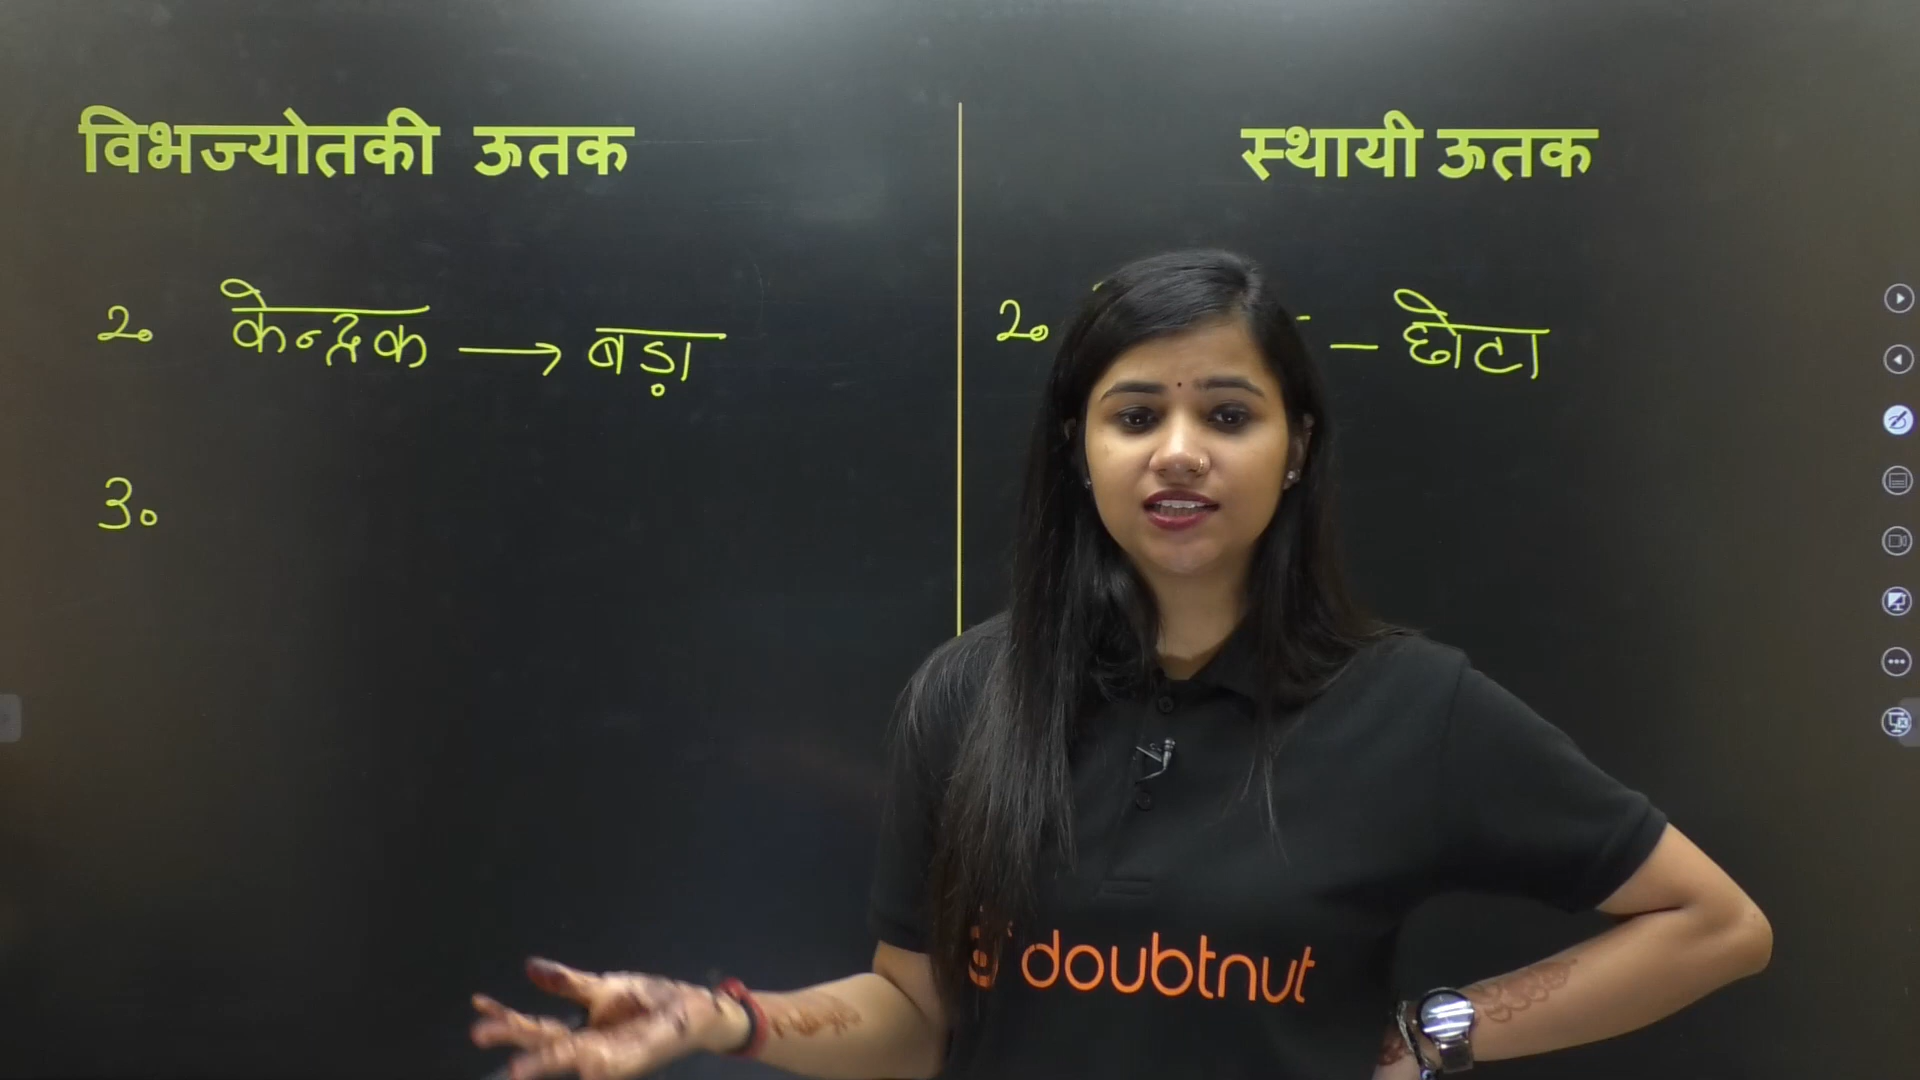 विभज्योतकी ऊतक
स्थायी ऊतक
2. केन्द्रक → बड़ा
2. – छोटा
3.
doubtnut